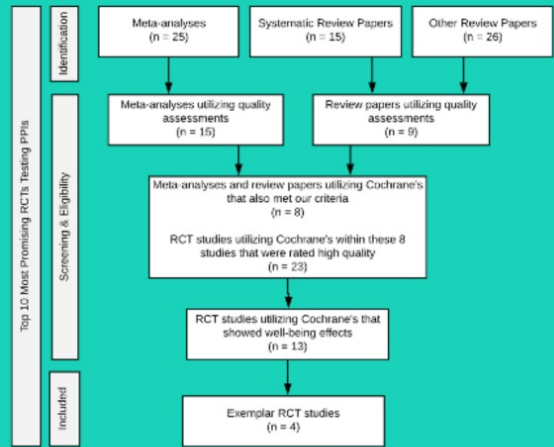 Top 10 Most Promising RCTs Testing PPIs
Identification
Meta-analyses
(n = 25)
Systematic Review Papers
(n = 15)
Other Review Papers
(n = 26)
Screening & Eligibility
Meta-analyses utilizing quality
assessments
(n = 15)
Review papers utilizing quality
assessments
(n = 9)
Meta-analyses and review papers utilizing Cochrane's
that also met our criteria
(n = 8)
RCT studies utilizing Cochrane's within these 8
studies that were rated high quality
(n = 23)
RCT studies utilizing Cochrane's that
showed well-being effects
(n = 13)
Included
Exemplar RCT studies
(n = 4)